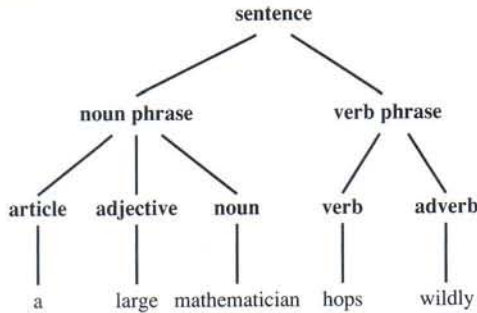 sentence
noun phrase verb phrase
article adjective noun verb adverb
a large mathematician hops wildly